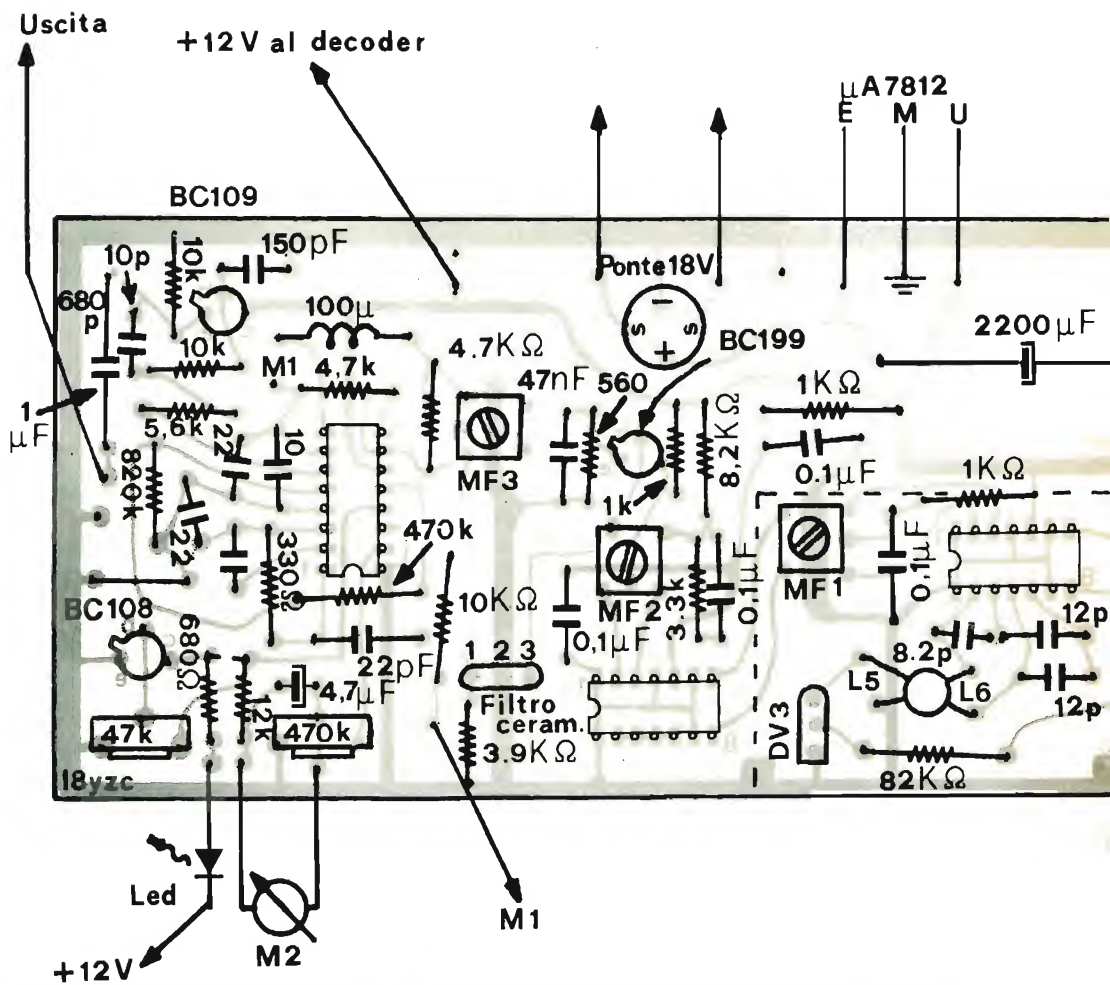 Uscita
+12V al decoder
μA7812
E M U
BC109
10p
10k
150pF
Ponte18V
680
p
100μ
S
S
BC199
2200μF
10k
M1
4,7k
4.7KΩ
47nF
560
1KΩ
1
μF
5,6k
22
10
8,2KΩ
0.1μF
820k
MF3
1k
1KΩ
22
470k
330Ω
MF2
MF1
0.1μF
BC108
10KΩ
0,1μF
3.3k
0.1μF
12p
680Ω
22pF
1 2 3
8.2p
L5
L6
4,7μF
Filtro
ceram.
12p
47k
12k
470k
3.9KΩ
DV3
82KΩ
I8yzc
Led
M1
M2
+12V